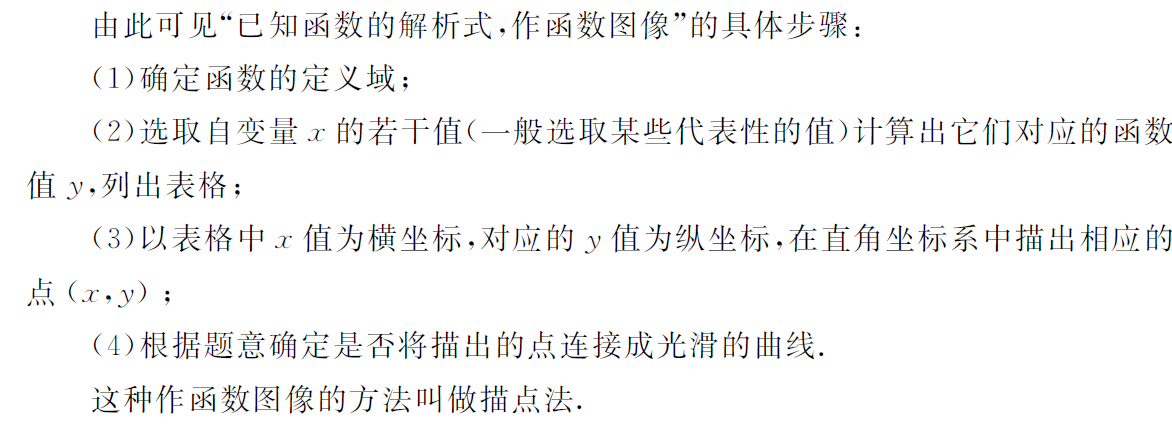 由此可见“已知函数的解析式,作函数图像”的具体步骤:
(1)确定函数的定义域;
(2)选取自变量 x 的若干值(一般选取某些代表性的值)计算出它们对应的函数
值 y,列出表格;
(3)以表格中 x 值为横坐标,对应的 y 值为纵坐标,在直角坐标系中描出相应的
点(x,y);
(4)根据题意确定是否将描出的点连接成光滑的曲线.
这种作函数图像的方法叫做描点法.